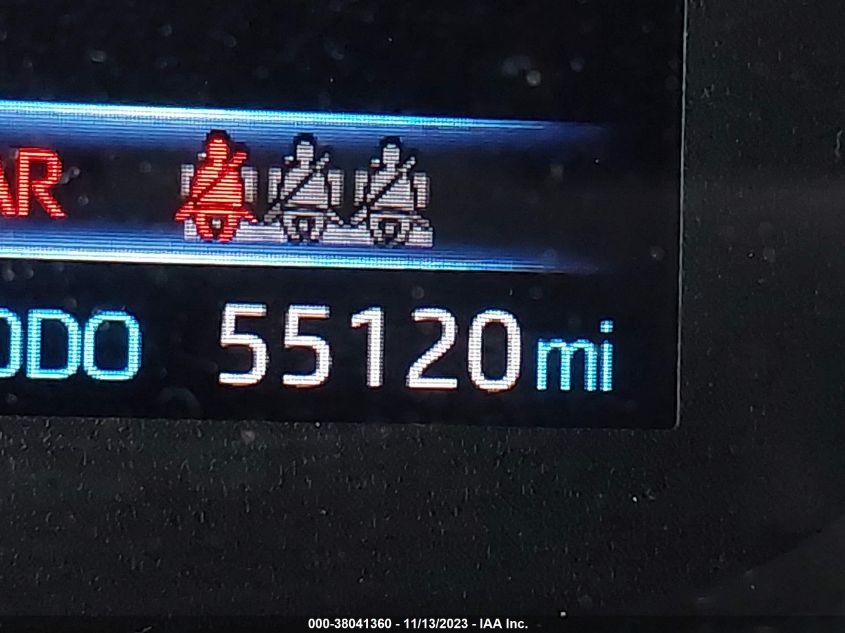 AR
ODO 55120 mi
000-38041360 - 11/13/2023 - IAA Inc.